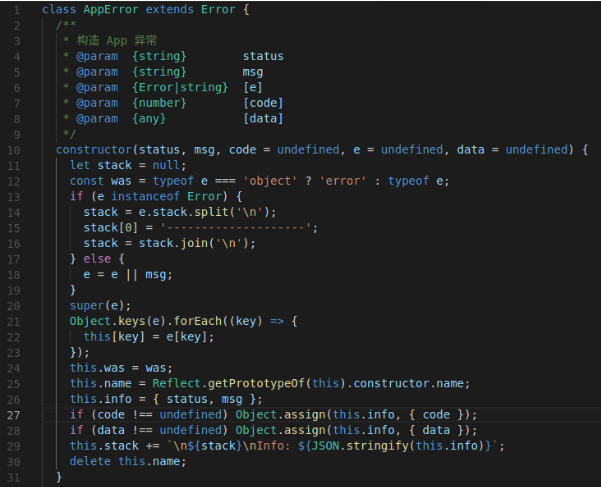 1 class AppError extends Error {
2 /**
3 * 构造 App 异常
4 * @param {string} status
5 * @param {string} msg
6 * @param {Error|string} [e]
7 * @param {number} [code]
8 * @param {any} [data]
9 */
10 constructor(status, msg, code = undefined, e = undefined, data = undefined) {
11 let stack = null;
12 const was = typeof e === 'object' ? 'error' : typeof e;
13 if (e instanceof Error) {
14 stack = e.stack.split('\n');
15 stack[0] = '--------------------';
16 stack = stack.join('\n');
17 } else {
18 e = e || msg;
19 }
20 super(e);
21 Object.keys(e).forEach((key) => {
22 this[key] = e[key];
23 });
24 this.was = was;
25 this.name = Reflect.getPrototypeOf(this).constructor.name;
26 this.info = { status, msg };
27 if (code !== undefined) Object.assign(this.info, { code });
28 if (data !== undefined) Object.assign(this.info, { data });
29 this.stack += `\n${stack}\nInfo: ${JSON.stringify(this.info)}`;
30 delete this.name;
31 }